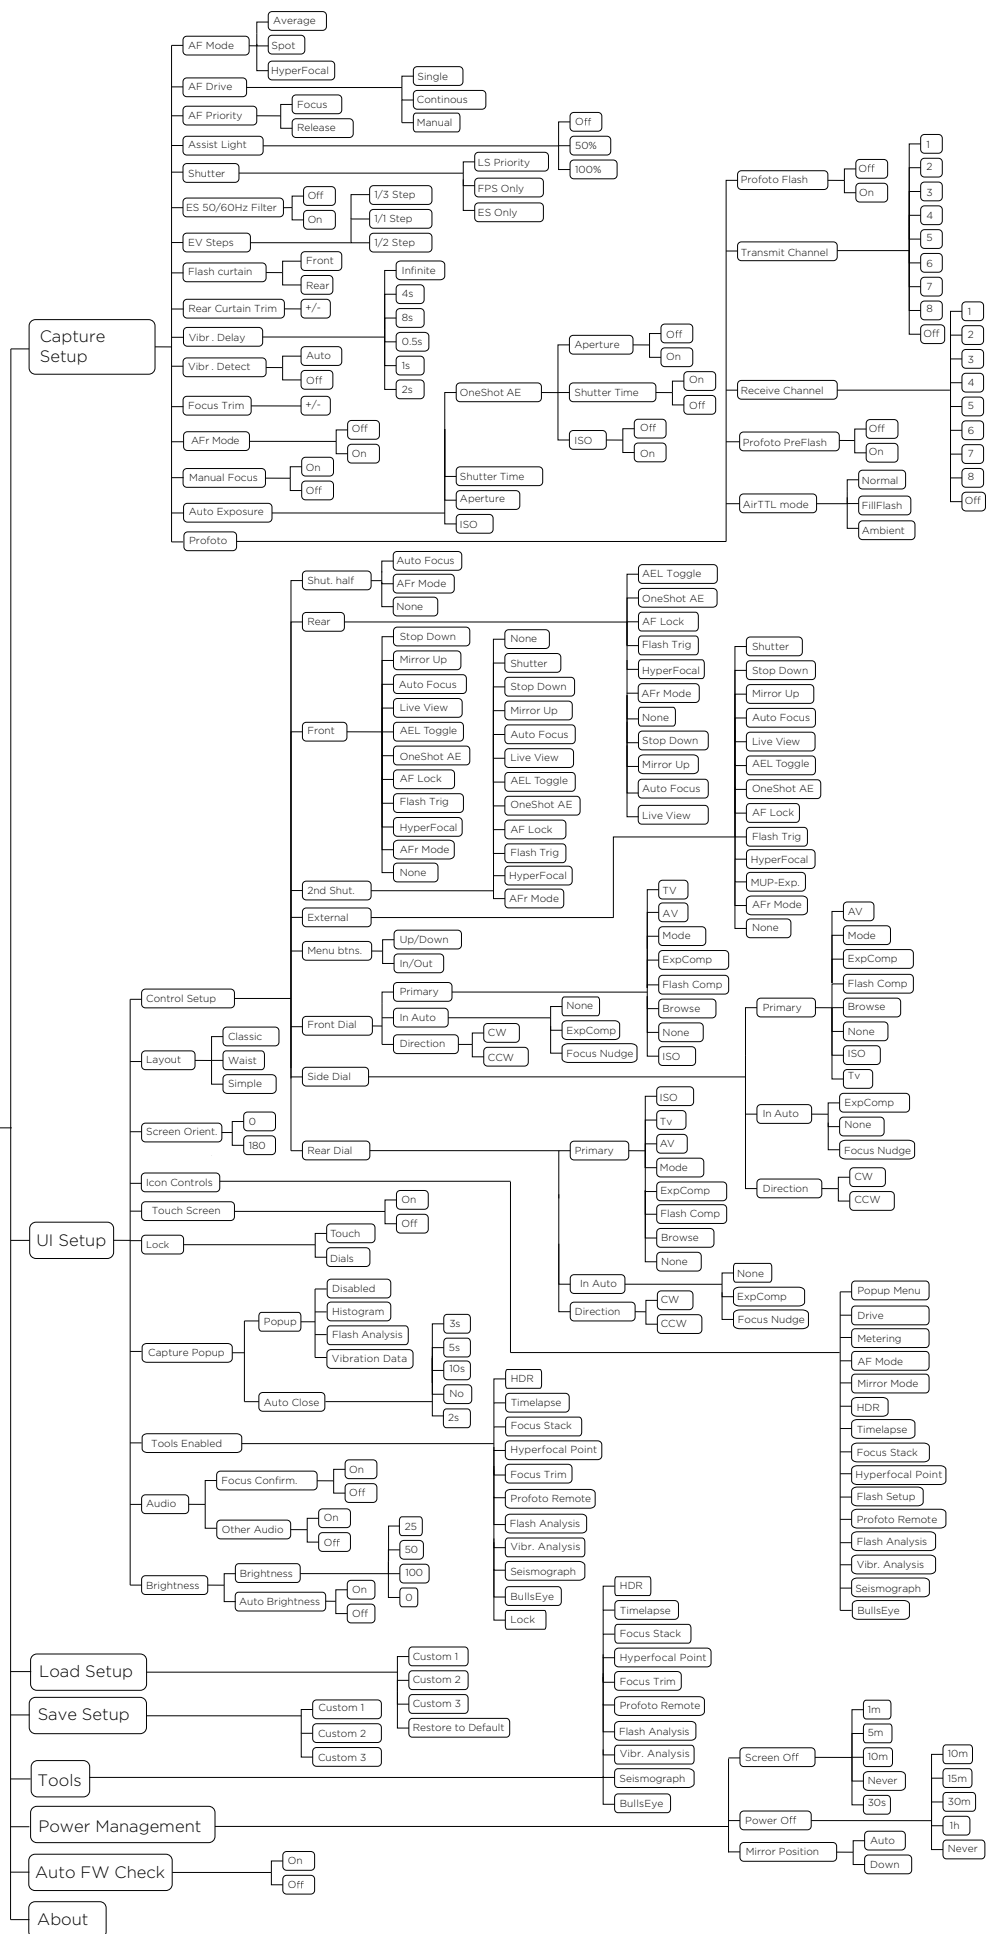 Capture
Setup
AF Mode
Average
Spot
HyperFocal
AF Drive
Single
Continous
Manual
AF Priority
Focus
Release
Assist Light
Off
50%
100%
Shutter
LS Priority
FPS Only
ES Only
ES 50/60Hz Filter
Off
On
EV Steps
1/3 Step
1/1 Step
1/2 Step
Flash curtain
Front
Rear
Rear Curtain Trim
+/-
Vibr. Delay
Infinite
4s
8s
0.5s
1s
2s
Vibr. Detect
Auto
Off
Focus Trim
+/-
AFr Mode
Off
On
Manual Focus
On
Off
Auto Exposure
OneShot AE
Aperture
Off
On
Shutter Time
On
Off
ISO
Off
On
Shutter Time
Aperture
ISO
Profoto
Profoto Flash
Off
On
Transmit Channel
1
2
3
4
5
6
7
8
Off
Receive Channel
1
2
3
4
5
6
7
8
Off
Profoto PreFlash
Off
On
AirTTL mode
Normal
FillFlash
Ambient
UI Setup
Control Setup
Shut. half
Auto Focus
AFr Mode
None
Rear
AEL Toggle
OneShot AE
AF Lock
Flash Trig
HyperFocal
AFr Mode
None
Stop Down
Mirror Up
Auto Focus
Live View
Front
Stop Down
Mirror Up
Auto Focus
Live View
AEL Toggle
OneShot AE
AF Lock
Flash Trig
HyperFocal
AFr Mode
None
2nd Shut.
None
Shutter
Stop Down
Mirror Up
Auto Focus
Live View
AEL Toggle
OneShot AE
AF Lock
Flash Trig
HyperFocal
AFr Mode
External
Shutter
Stop Down
Mirror Up
Auto Focus
Live View
AEL Toggle
OneShot AE
AF Lock
Flash Trig
HyperFocal
MUP-Exp.
AFr Mode
None
Menu btns.
Up/Down
In/Out
Front Dial
Primary
TV
AV
Mode
ExpComp
Flash Comp
Browse
None
ISO
In Auto
None
ExpComp
Focus Nudge
Direction
CW
CCW
Side Dial
Primary
AV
Mode
ExpComp
Flash Comp
Browse
None
ISO
Tv
In Auto
ExpComp
None
Focus Nudge
Direction
CW
CCW
Rear Dial
Primary
ISO
Tv
AV
Mode
ExpComp
Flash Comp
Browse
None
In Auto
None
ExpComp
Focus Nudge
Direction
CW
CCW
Layout
Classic
Waist
Simple
Screen Orient.
0
180
Icon Controls
Popup Menu
Drive
Metering
AF Mode
Mirror Mode
HDR
Timelapse
Focus Stack
Hyperfocal Point
Flash Setup
Profoto Remote
Flash Analysis
Vibr. Analysis
Seismograph
BullsEye
Touch Screen
On
Off
Lock
Touch
Dials
Capture Popup
Popup
Disabled
Histogram
Flash Analysis
Vibration Data
Auto Close
3s
5s
10s
No
2s
Tools Enabled
HDR
Timelapse
Focus Stack
Hyperfocal Point
Focus Trim
Profoto Remote
Flash Analysis
Vibr. Analysis
Seismograph
BullsEye
Lock
Audio
Focus Confirm.
On
Off
Other Audio
On
Off
Brightness
Brightness
25
50
100
0
Auto Brightness
On
Off
Load Setup
Custom 1
Custom 2
Custom 3
Restore to Default
Save Setup
Custom 1
Custom 2
Custom 3
Tools
HDR
Timelapse
Focus Stack
Hyperfocal Point
Focus Trim
Profoto Remote
Flash Analysis
Vibr. Analysis
Seismograph
BullsEye
Power Management
Screen Off
1m
5m
10m
Never
30s
Power Off
10m
15m
30m
1h
Never
Mirror Position
Auto
Down
Auto FW Check
On
Off
About